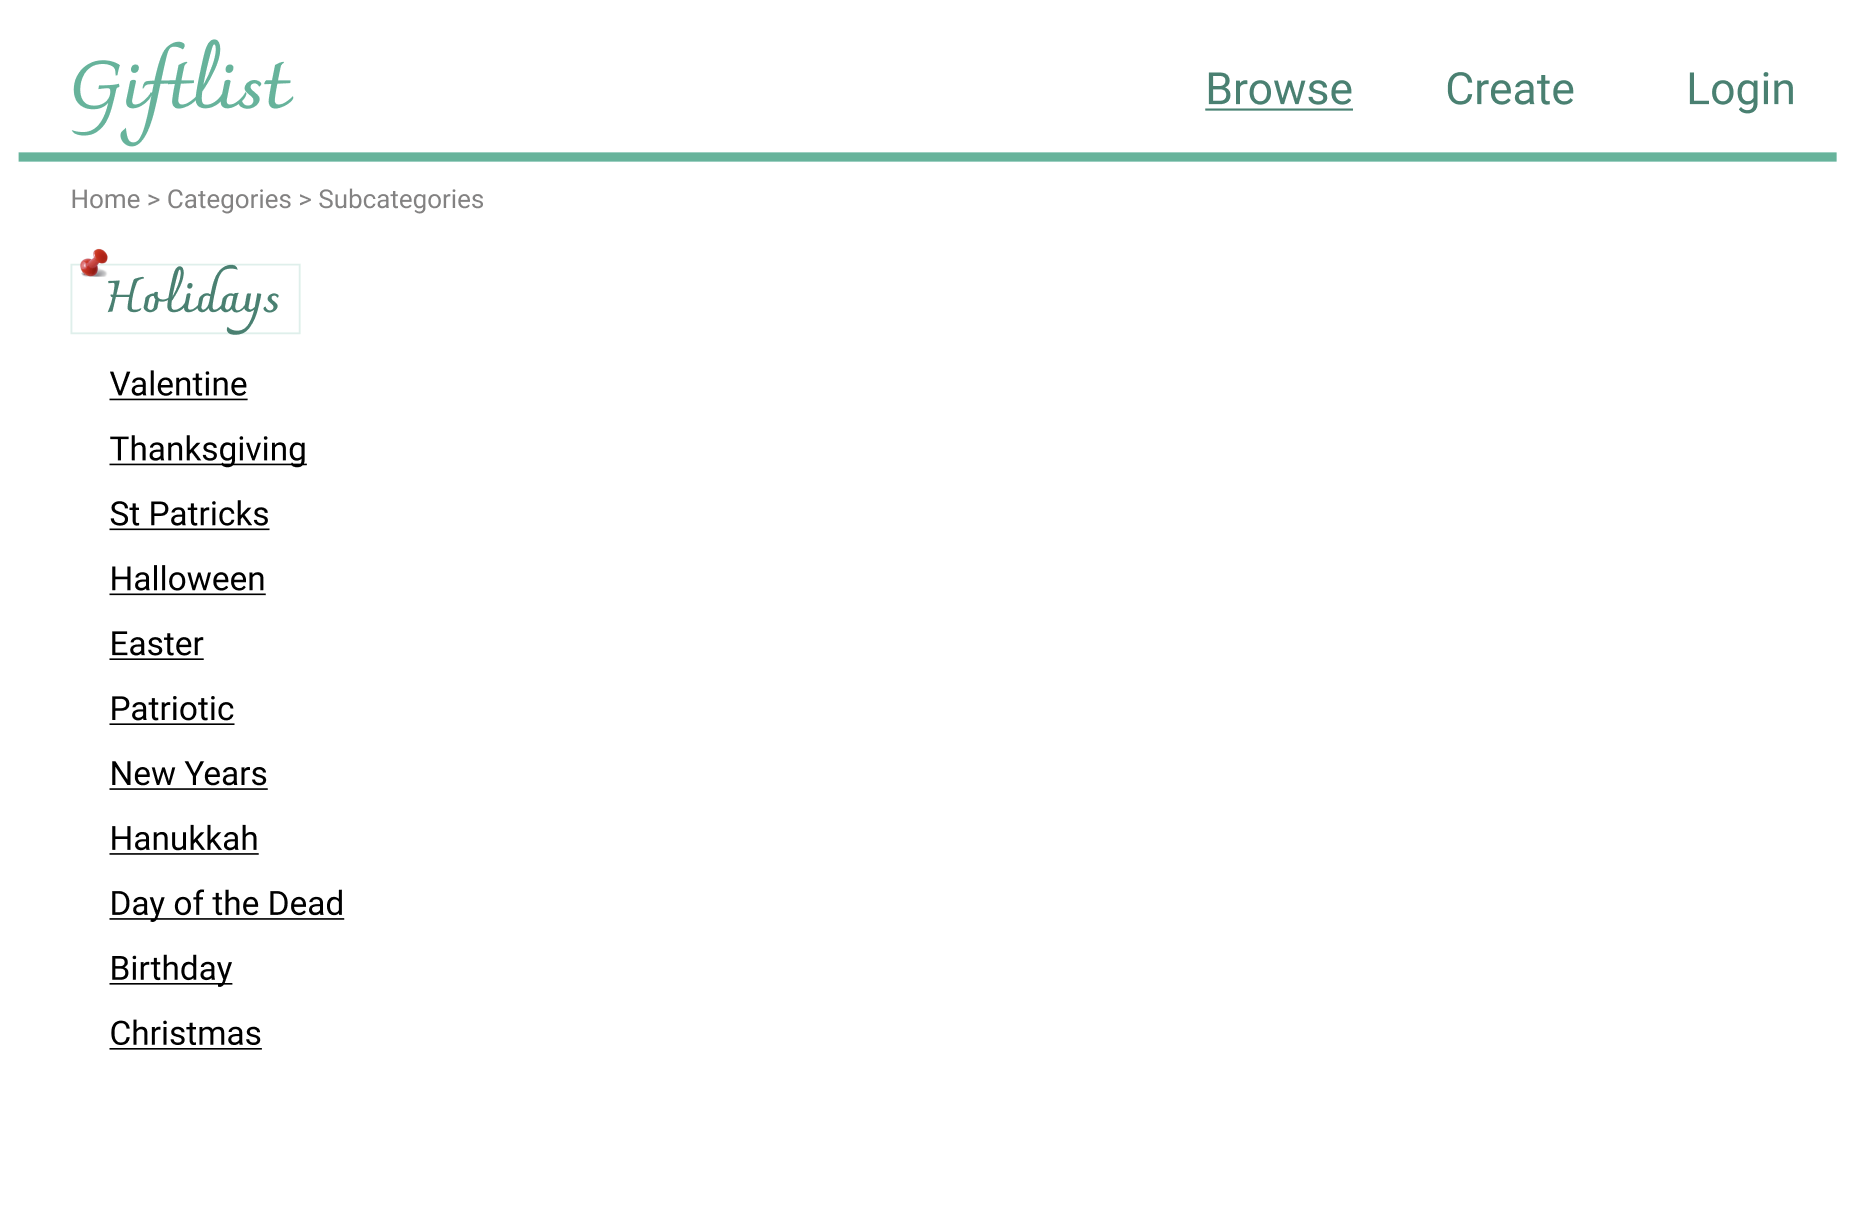 Giftlist
Browse Create Login
Home > Categories > Subcategories
Holidays
Valentine
Thanksgiving
St Patricks
Halloween
Easter
Patriotic
New Years
Hanukkah
Day of the Dead
Birthday
Christmas